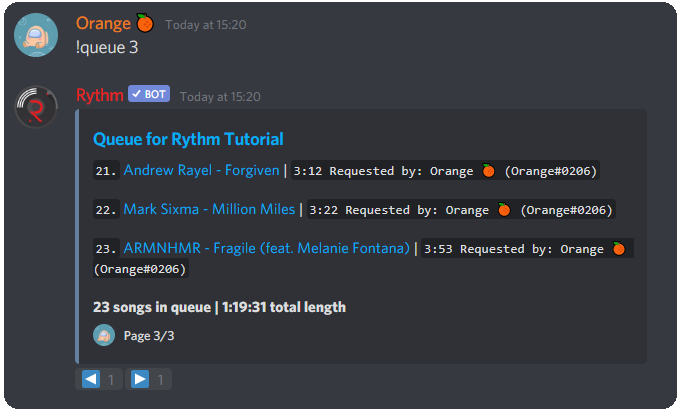 Orange 🍊 Today at 15:20
!queue 3
Rythm ✓ BOT Today at 15:20
Queue for Rythm Tutorial
21. Andrew Rayel - Forgiven | 3:12 Requested by: Orange 🍊 (Orange#0206)
22. Mark Sixma - Million Miles | 3:22 Requested by: Orange 🍊 (Orange#0206)
23. ARMNHMR - Fragile (feat. Melanie Fontana) | 3:53 Requested by: Orange 🍊
(Orange#0206)
23 songs in queue | 1:19:31 total length
Page 3/3
◀ 1 ▶ 1